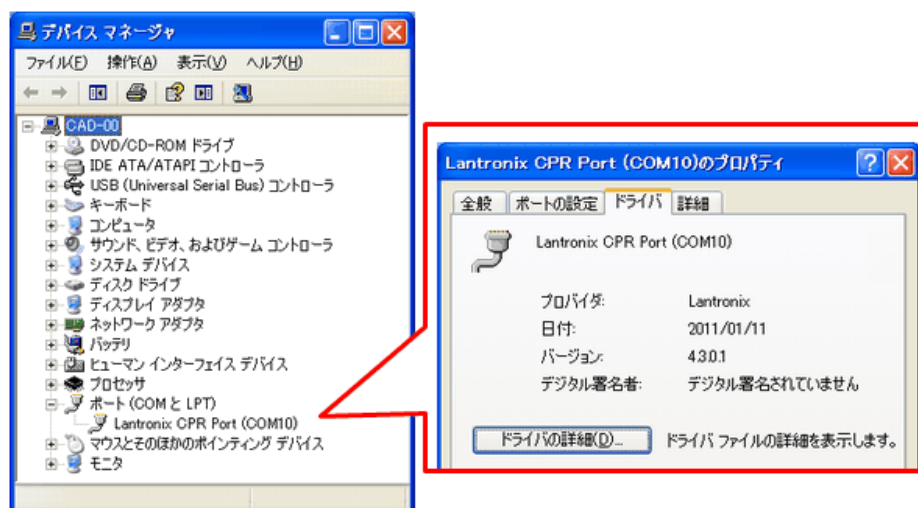 デバイス マネージャ
ファイル(F) 操作(A) 表示(V) ヘルプ(H)
CAD-00
DVD/CD-ROM ドライブ
IDE ATA/ATAPI コントローラ
USB (Universal Serial Bus) コントローラ
キーボード
コンピュータ
サウンド、ビデオ、およびゲーム コントローラ
システム デバイス
ディスク ドライブ
ディスプレイ アダプタ
ネットワーク アダプタ
バッテリ
ヒューマン インターフェイス デバイス
プロセッサ
ポート (COM と LPT)
Lantronix CPR Port (COM10)
マウスとそのほかのポインティング デバイス
モニタ
Lantronix CPR Port (COM10)のプロパティ
全般 ポートの設定 ドライバ 詳細
Lantronix CPR Port (COM10)
プロバイダ: Lantronix
日付: 2011/01/11
バージョン: 4.3.0.1
デジタル署名者: デジタル署名されていません
ドライバの詳細(D)... ドライバ ファイルの詳細を表示します。